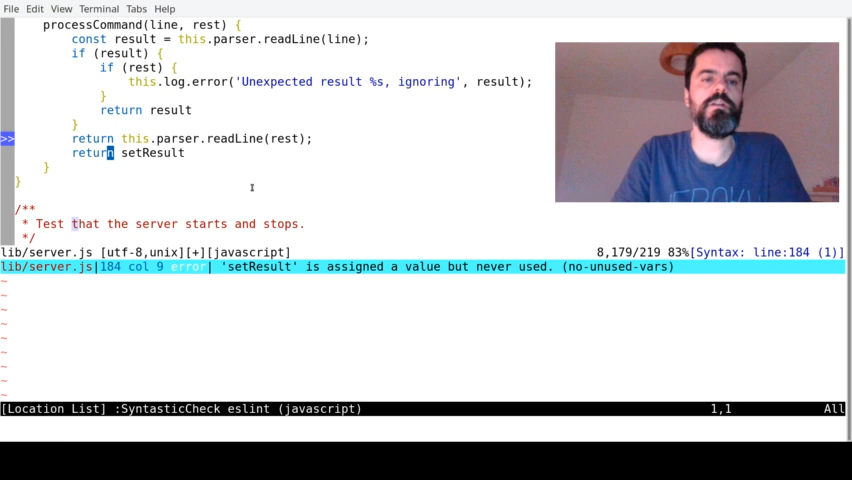 File Edit View Terminal Tabs Help
processCommand(line, rest) {
const result = this.parser.readLine(line);
if (result) {
if (rest) {
this.log.error('Unexpected result %s, ignoring', result);
}
return result
}
>> return this.parser.readLine(rest);
return setResult
}
}
/**
* Test that the server starts and stops.
*/
lib/server.js [utf-8,unix][+][javascript] 8,179/219 83%[Syntax: line:184 (1)]
lib/server.js|184 col 9 error| 'setResult' is assigned a value but never used. (no-unused-vars)
~
~
~
~
~
~
~
~
~
[Location List] :SyntasticCheck eslint (javascript) 1,1 All